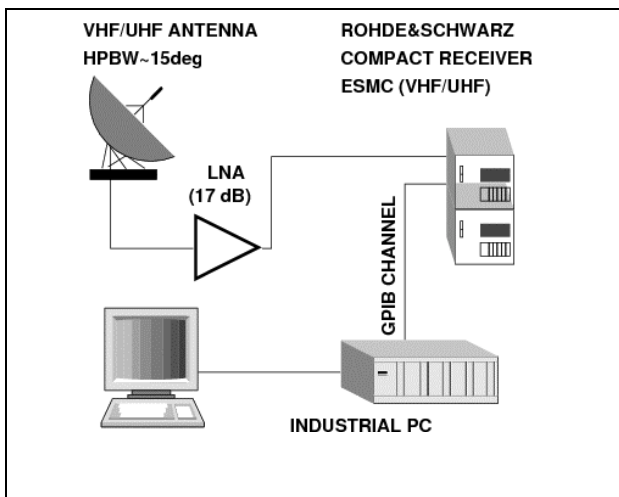 VHF/UHF ANTENNA
HPBW~15deg
ROHDE&SCHWARZ
COMPACT RECEIVER
ESMC (VHF/UHF)
LNA
(17 dB)
GPIB CHANNEL
INDUSTRIAL PC